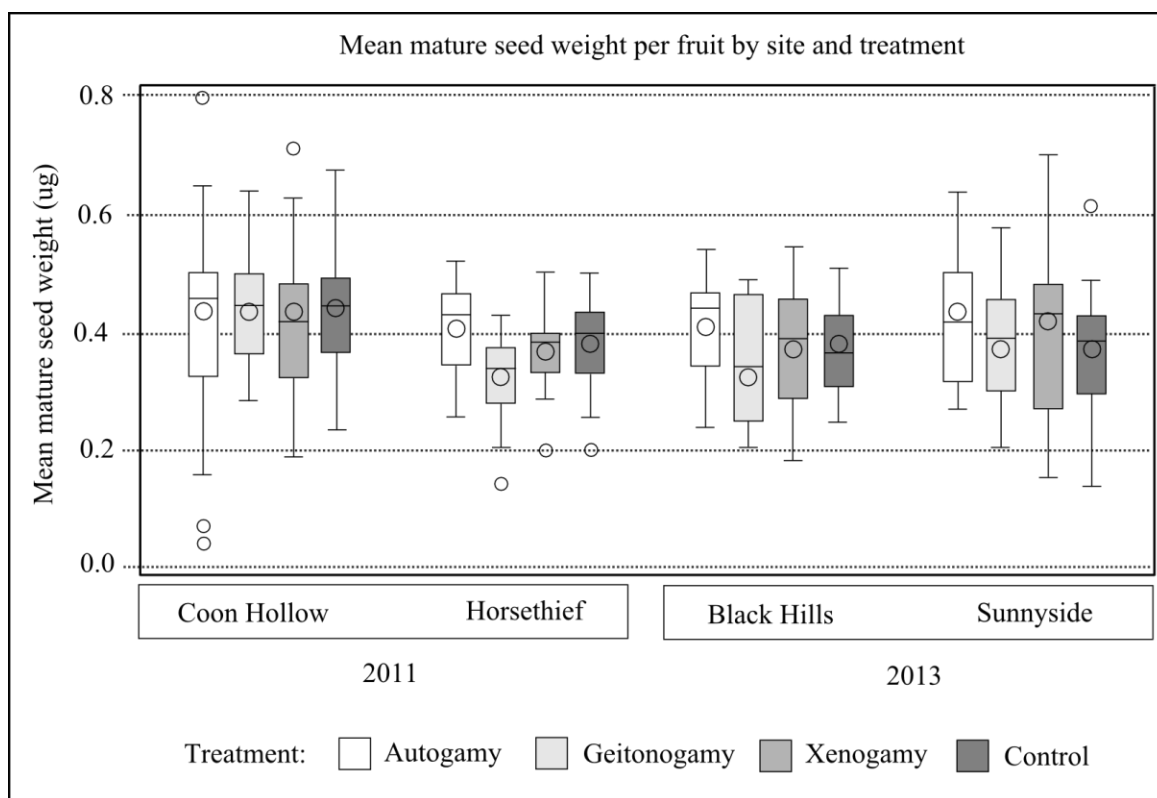 Mean mature seed weight per fruit by site and treatment
Mean mature seed weight (ug)
0.8
0.6
0.4
0.2
0.0
Coon Hollow Horsethief Black Hills Sunnyside
2011 2013
Treatment: Autogamy Geitonogamy Xenogamy Control